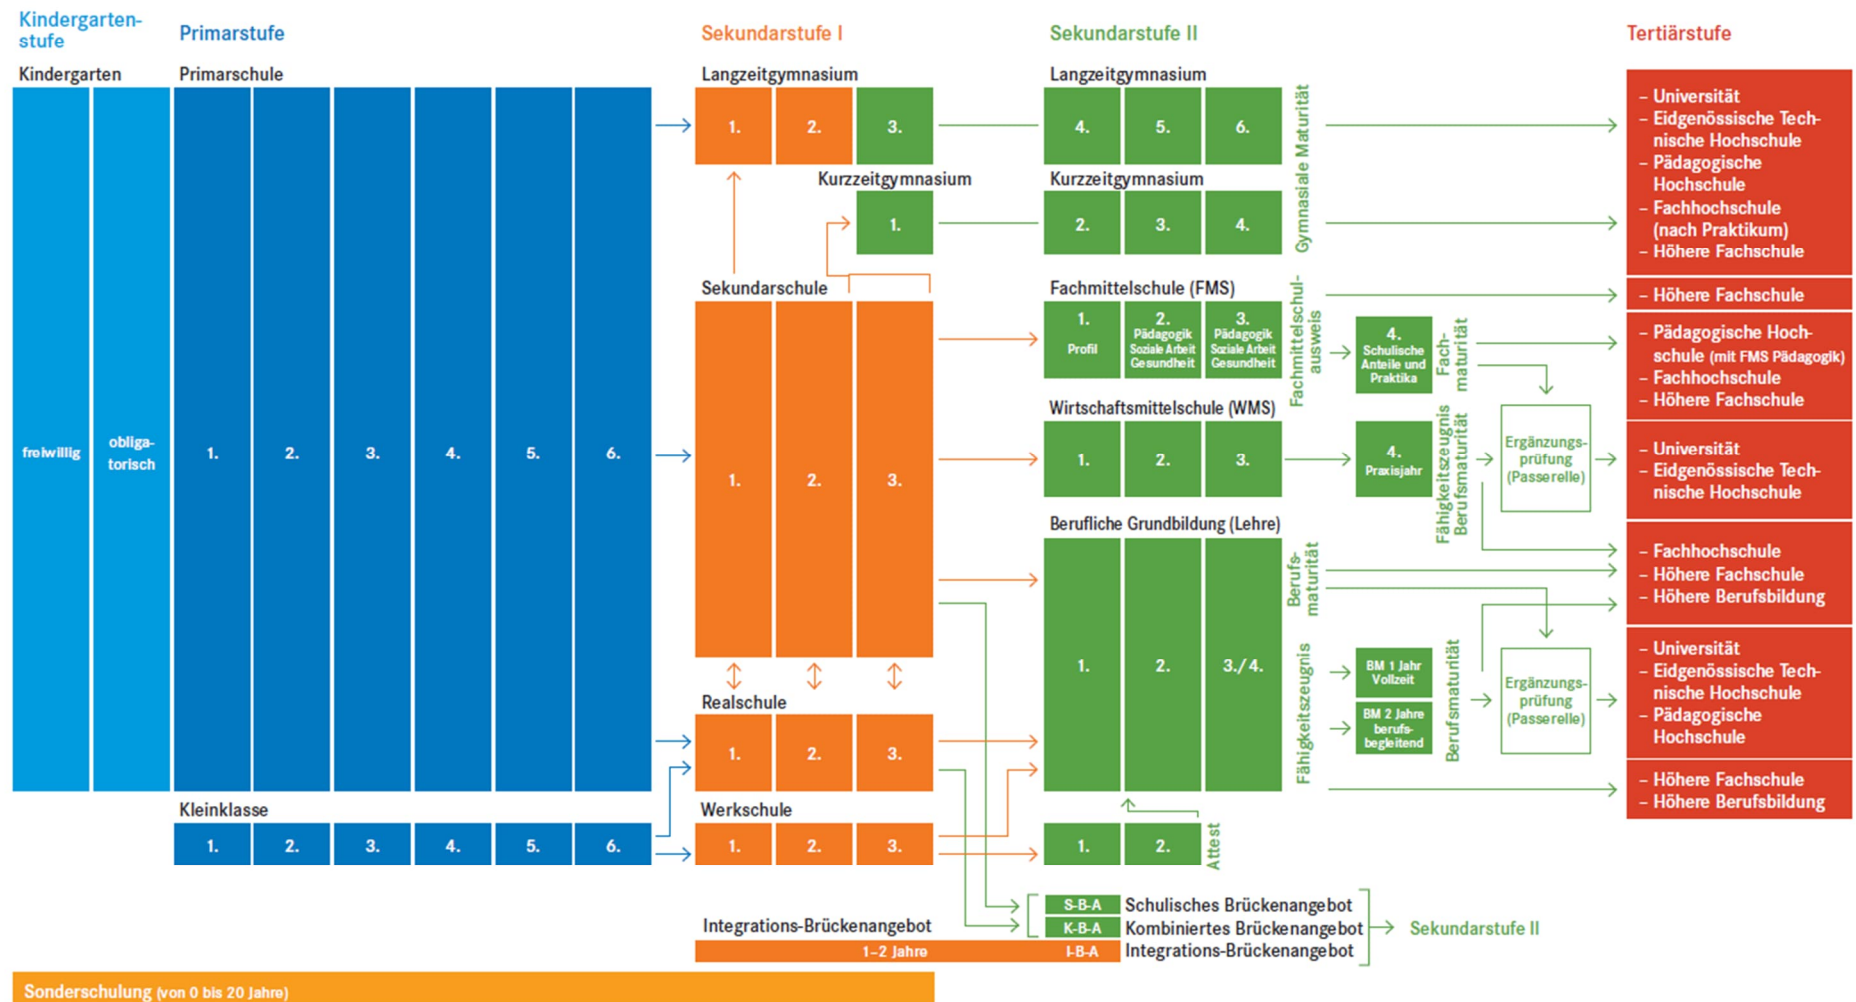 Kindergarten-
stufe
Primarstufe
Sekundarstufe I
Sekundarstufe II
Tertiärstufe
Kindergarten
Primarschule
Langzeitgymnasium
Langzeitgymnasium
freiwillig
obliga-
torisch
1. 2. 3. 4. 5. 6.
1. 2. 3.
4. 5. 6.
Kurzzeitgymnasium
1.
Kurzzeitgymnasium
2. 3. 4.
Gymnasiale Maturität
– Universität
– Eidgenössische Tech-
nische Hochschule
– Pädagogische
Hochschule
– Fachhochschule
(nach Praktikum)
– Höhere Fachschule
Sekundarschule
1. 2. 3.
Fachmittelschule (FMS)
1.
Profil
2.
Pädagogik
Soziale Arbeit
Gesundheit
3.
Pädagogik
Soziale Arbeit
Gesundheit
Fachmittelschul-
ausweis
4.
Schulische
Anteile und
Praktika
Fach-
maturität
– Höhere Fachschule
– Pädagogische Hoch-
schule (mit FMS Pädagogik)
– Fachhochschule
– Höhere Fachschule
Wirtschaftsmittelschule (WMS)
1. 2. 3.
4.
Praxisjahr
Fähigkeitszeugnis
Berufsmaturität
Ergänzungs-
prüfung
(Passerelle)
– Universität
– Eidgenössische Tech-
nische Hochschule
Berufliche Grundbildung (Lehre)
1. 2. 3./4.
Berufs-
maturität
Fähigkeitszeugnis
BM 1 Jahr
Vollzeit
BM 2 Jahre
berufs-
begleitend
Berufsmaturität
Ergänzungs-
prüfung
(Passerelle)
– Fachhochschule
– Höhere Fachschule
– Höhere Berufsbildung
– Universität
– Eidgenössische Tech-
nische Hochschule
– Pädagogische
Hochschule
– Höhere Fachschule
– Höhere Berufsbildung
Realschule
1. 2. 3.
Kleinklasse
1. 2. 3. 4. 5. 6.
Werkschule
1. 2. 3.
1. 2.
Attest
S-B-A Schulisches Brückenangebot
K-B-A Kombiniertes Brückenangebot
Sekundarstufe II
Integrations-Brückenangebot
1–2 Jahre I-B-A Integrations-Brückenangebot
Sonderschulung (von 0 bis 20 Jahre)